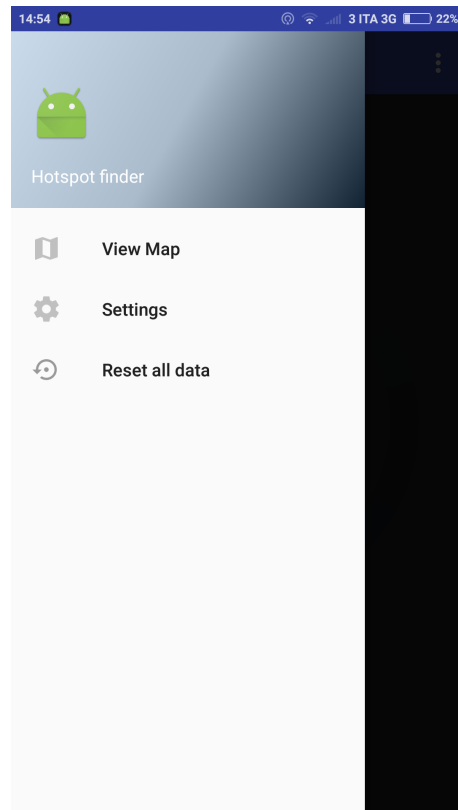 14:54 3 ITA 3G 22%
Hotspot finder
View Map
Settings
Reset all data